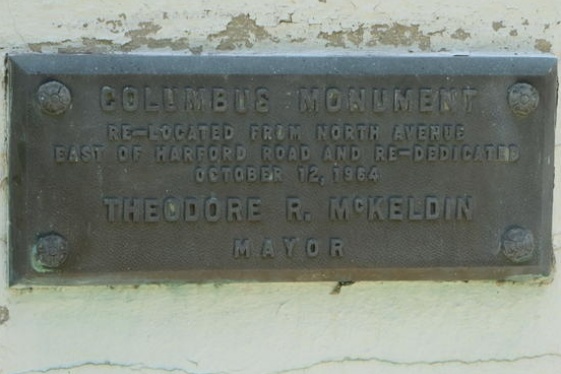 COLUMBUS MONUMENT
RE-LOCATED FROM NORTH AVENUE
EAST OF HARFORD ROAD AND RE-DEDICATED
OCTOBER 12, 1964
THEODORE R. McKELDIN
MAYOR